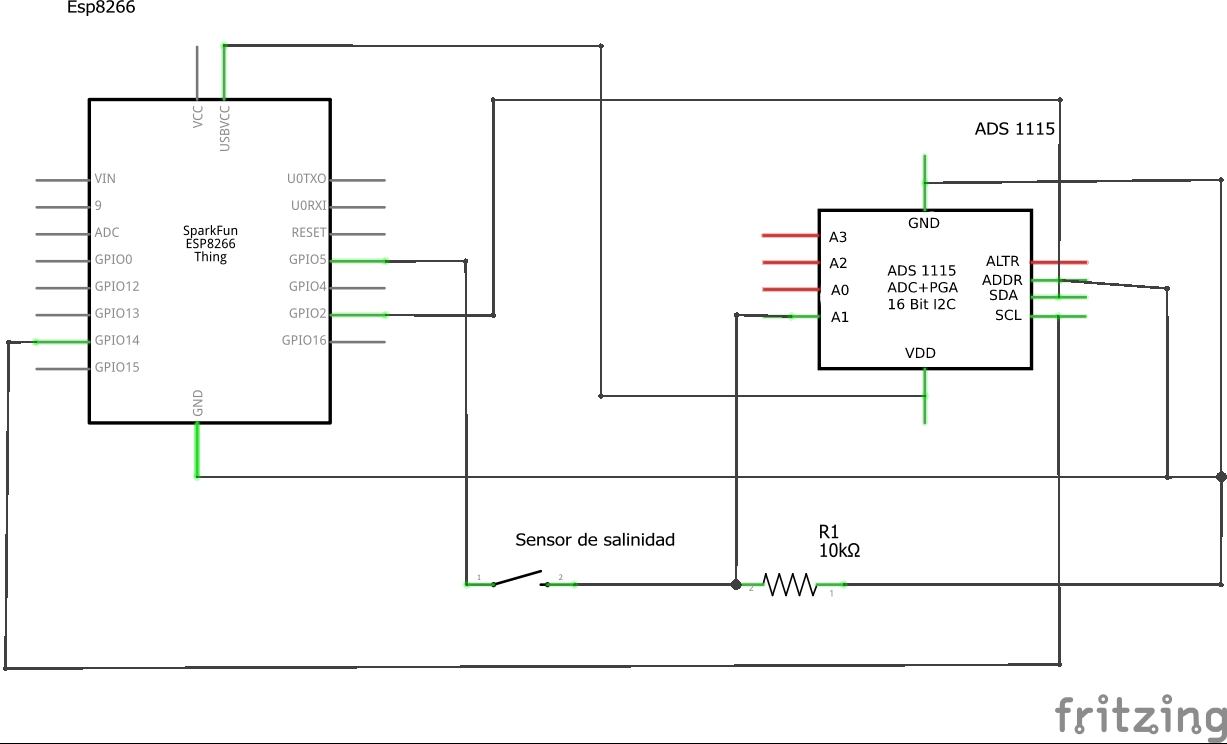 Esp8266
VCC
USBVCC
ADS 1115
VIN
U0TXO
9
U0RXI
ADC
RESET
SparkFun
ESP8266
Thing
GPIO0
GPIO5
GPIO12
GPIO4
GPIO13
GPIO2
GPIO14
GPIO16
GPIO15
GND
GND
A3
A2
A0
A1
ADS 1115
ADC+PGA
16 Bit I2C
ALTR
ADDR
SDA
SCL
VDD
Sensor de salinidad
1
2
R1
10kΩ
2
1
fritzing